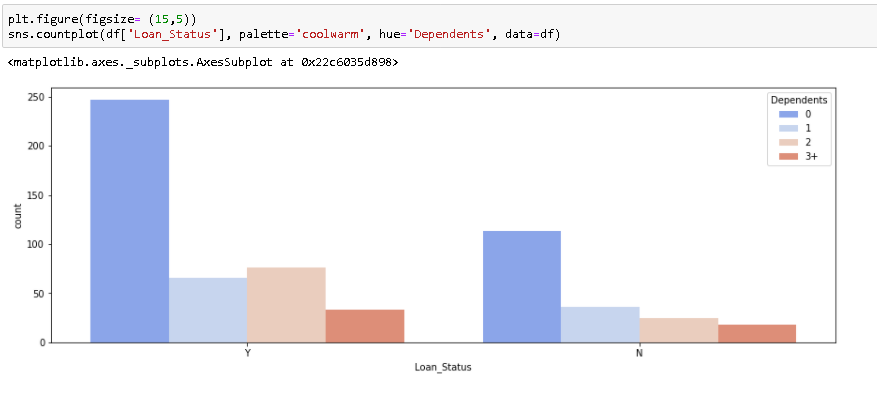 plt.figure(figsize= (15,5))
sns.countplot(df['Loan_Status'], palette='coolwarm', hue='Dependents', data=df)
<matplotlib.axes._subplots.AxesSubplot at 0x22c6035d898>
Dependents
0
1
2
3+
250
200
150
100
50
0
count
Y
N
Loan_Status